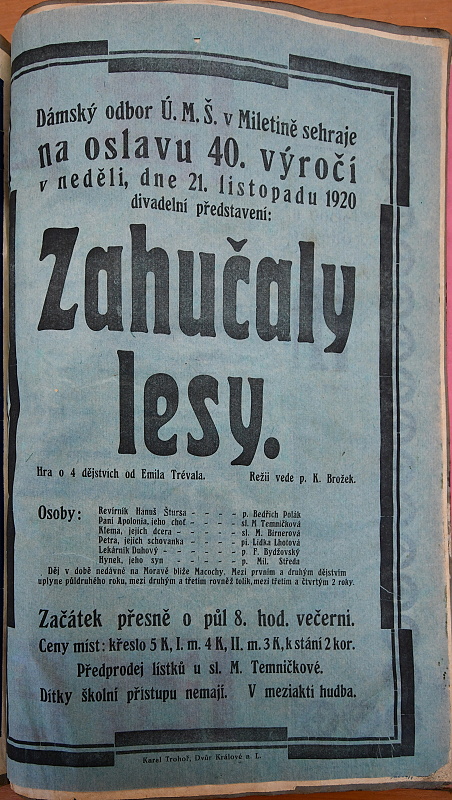 Dámský odbor Ú. M. Š. v Miletině sehraje
na oslavu 40. výročí
v neděli, dne 21. listopadu 1920
divadelní představení:
Zahučaly
lesy.
Hra o 4 dějstvích od Emila Trévala. Režii vede p. K. Brožek.
Osoby:
Revírník Hanuš Štursa - - - - p. Bedřich Polák
Paní Apolonia, jeho choť - - - - sl. M Temničková
Klema, jejich dcera - - - - sl. M. Birnerová
Petra, jejich schovanka - - - - pí. Lidka Lhotová
Lekárník Duhový - - - - p. F. Bydžovský
Hynek, jeho syn - - - - p. Mil. Středa
Děj v době nedávné na Moravě blíže Macochy. Mezi prvním a druhým dějstvím
uplyne půldruhého roku, mezi druhým a třetím rovněž tolik, mezi třetím a čtvrtým 2 roky.
Začátek přesně o půl 8. hod. večerní.
Ceny míst: křeslo 5 K, I. m. 4 K, II. m. 3 K, k stání 2 kor.
Předprodej lístků u sl. M. Temničkové.
Dítky školní přístupu nemají. V meziaktí hudba.
Karel Trohoř, Dvůr Králové n L.